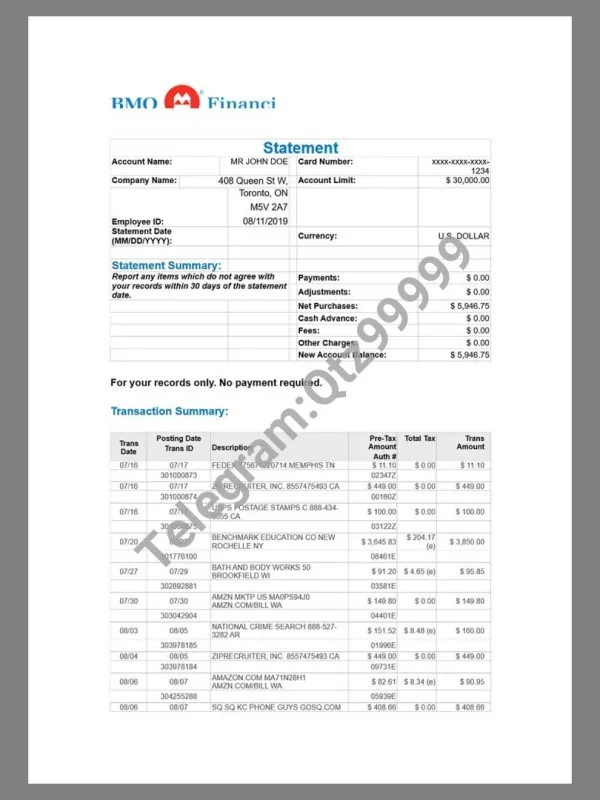 BMO Financi
Statement
Account Name: MR JOHN DOE Card Number: xxxx-xxxx-xxxx-
1234
Company Name: 408 Queen St W, Account Limit: $ 30,000.00
Toronto, ON
M5V 2A7
Employee ID: 08/11/2019
Statement Date
(MM/DD/YYYY): Currency: U.S. DOLLAR
Statement Summary:
Report any items which do not agree with
your records within 30 days of the statement
date.
Payments: $ 0.00
Adjustments: $ 0.00
Net Purchases: $ 5,946.75
Cash Advance: $ 0.00
Fees: $ 0.00
Other Charges: $ 0.00
New Account Balance: $ 5,946.75
For your records only. No payment required.
Transaction Summary:
Trans
Date
Posting Date
Trans ID
Description
Pre-Tax
Amount
Auth #
Total Tax
Trans
Amount
07/16 07/17 FEDEX MEMPHIS TN $ 11.10 $ 0.00 $ 11.10
301000873 02347Z
07/16 07/17 ZIPRECRUITER, INC. 8557475493 CA $ 449.00 $ 0.00 $ 449.00
301000874 00160Z
07/16 USPS POSTAGE STAMPS.C 888-434- $ 100.00 $ 0.00 $ 100.00
CA
03122Z
07/20 BENCHMARK EDUCATION CO NEW
ROCHELLE NY $ 3,645.83 $ 204.17
(e) $ 3,850.00
301776100 08461E
07/27 07/29 BATH AND BODY WORKS 50
BROOKFIELD WI $ 91.20 $ 4.65 (e) $ 95.85
302892881 03581E
07/30 07/30 AMZN MKTP US MA0PS94J0
AMZN.COM/BILL WA $ 149.80 $ 0.00 $ 149.80
303042904 04401E
08/03 08/05 NATIONAL CRIME SEARCH 888-527-
3282 AR $ 151.52 $ 8.48 (e) $ 160.00
303978185 01996E
08/04 08/05 ZIPRECRUITER, INC. 8557475493 CA $ 449.00 $ 0.00 $ 449.00
303978184 09731E
08/06 08/07 AMAZON.COM MA71N28H1
AMZN.COM/BILL WA $ 82.61 $ 8.34 (e) $ 90.95
304255288 05939E
08/06 08/07 SQ SQ KC PHONE GUYS GOSQ.COM $ 408.66 $ 0.00 $ 408.66
Telegram:Qtz99999